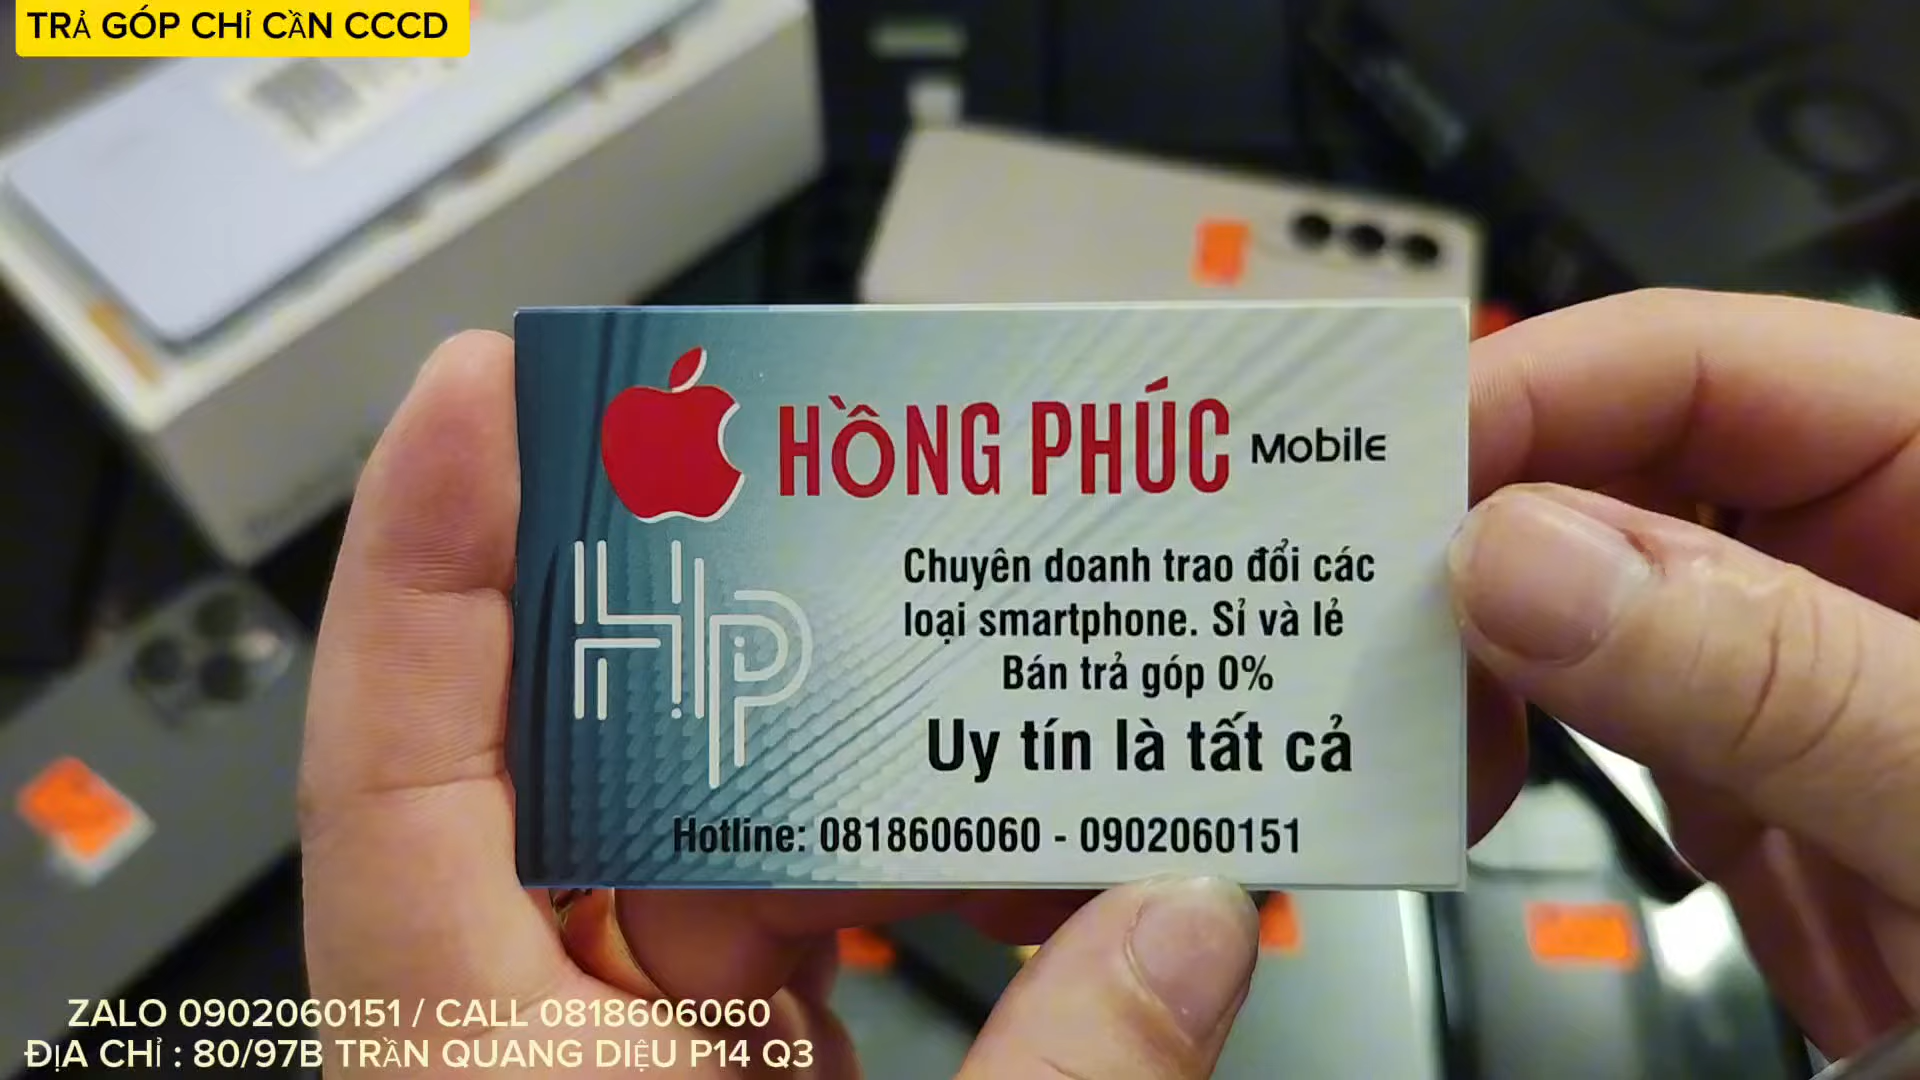 TRẢ GÓP CHỈ CẦN CCCD
HỒNG PHÚC Mobile
HP
Chuyên doanh trao đổi các
loại smartphone. Sỉ và lẻ
Bán trả góp 0%
Uy tín là tất cả
Hotline: 0818606060 - 0902060151
ZALO 0902060151 / CALL 0818606060
ĐỊA CHỈ : 80/97B TRẦN QUANG DIỆU P14 Q3